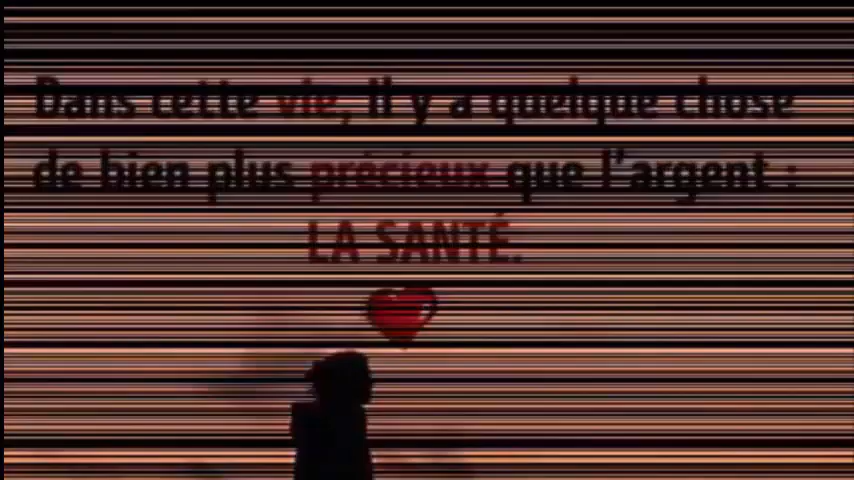 Dans cette vie, il y a quelque chose
de bien plus précieux que l'argent :
LA SANTÉ.